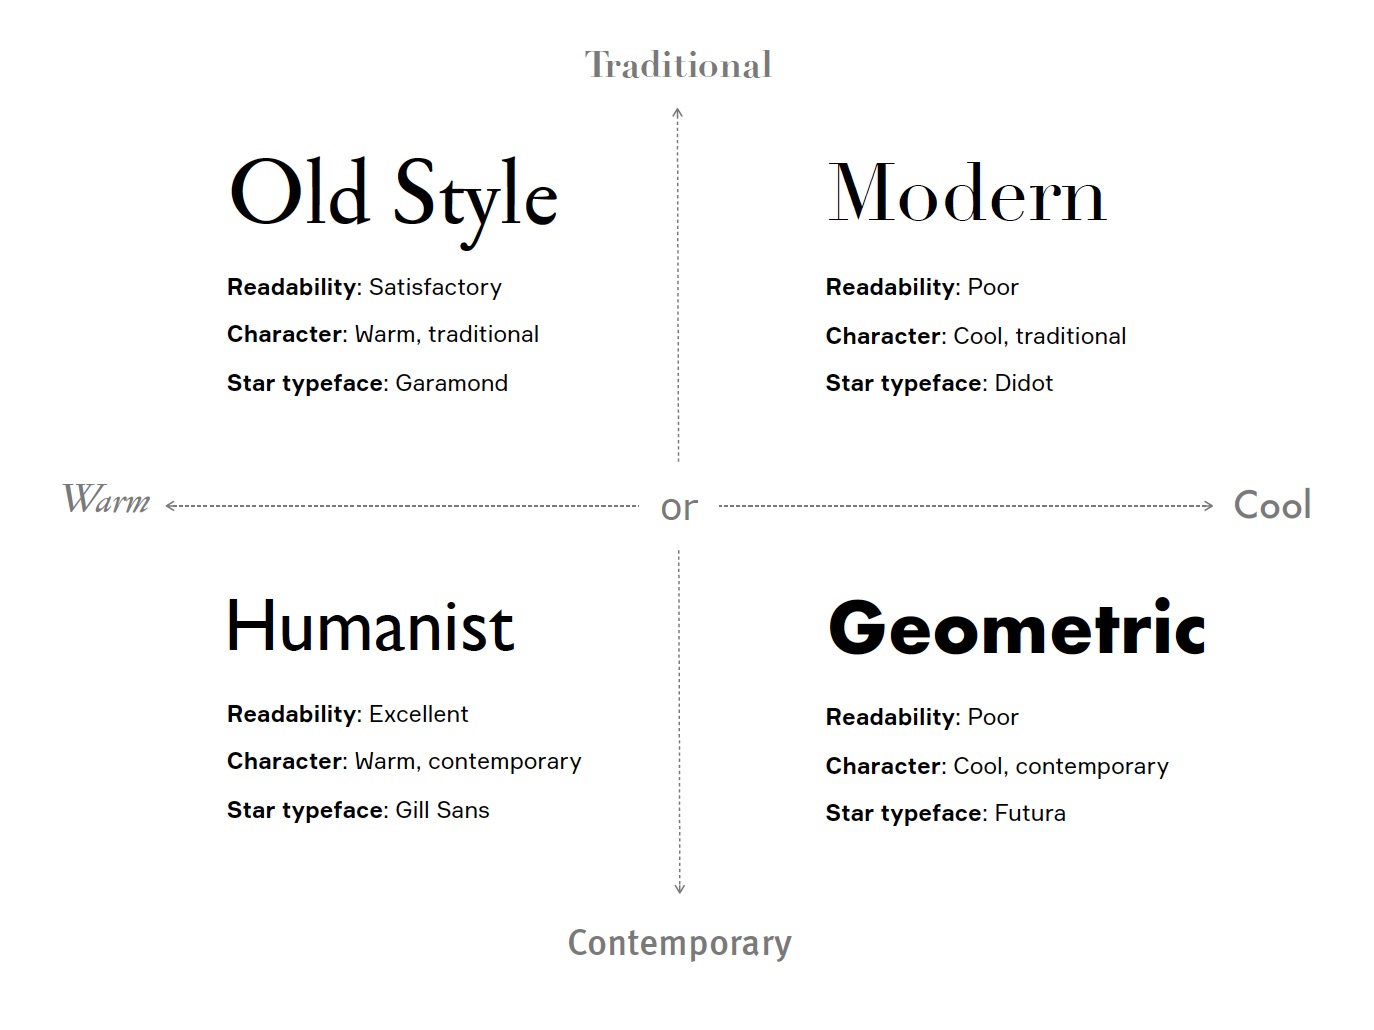 Traditional
Old Style
Readability: Satisfactory
Character: Warm, traditional
Star typeface: Garamond
Modern
Readability: Poor
Character: Cool, traditional
Star typeface: Didot
Warm
or
Cool
Humanist
Readability: Excellent
Character: Warm, contemporary
Star typeface: Gill Sans
Geometric
Readability: Poor
Character: Cool, contemporary
Star typeface: Futura
Contemporary